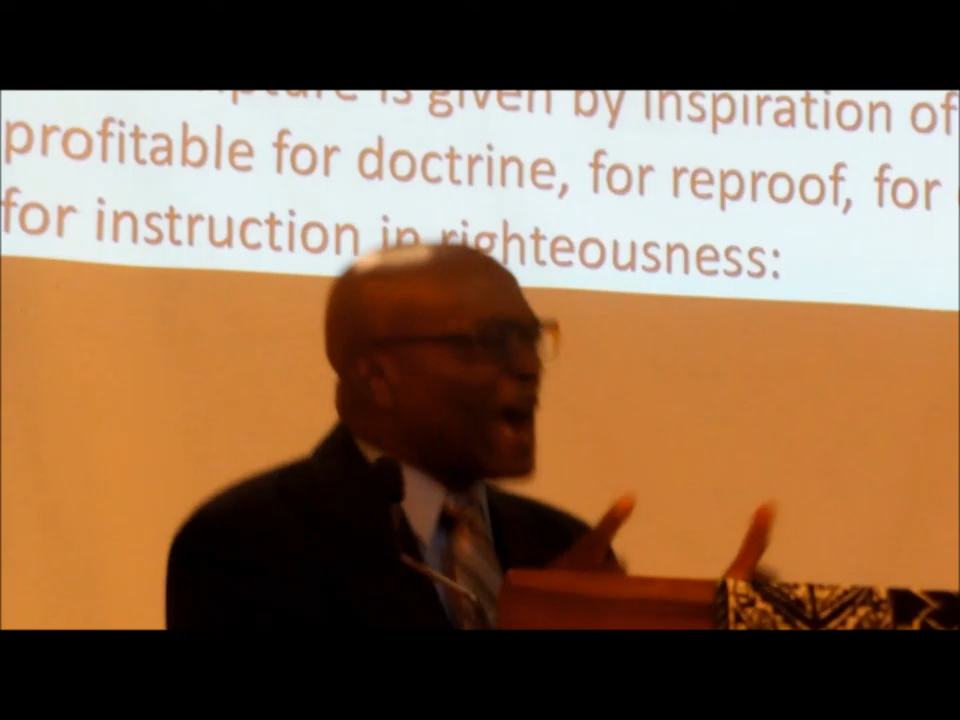 is given by inspiration of
profitable for doctrine, for reproof, for
for instruction in righteousness: